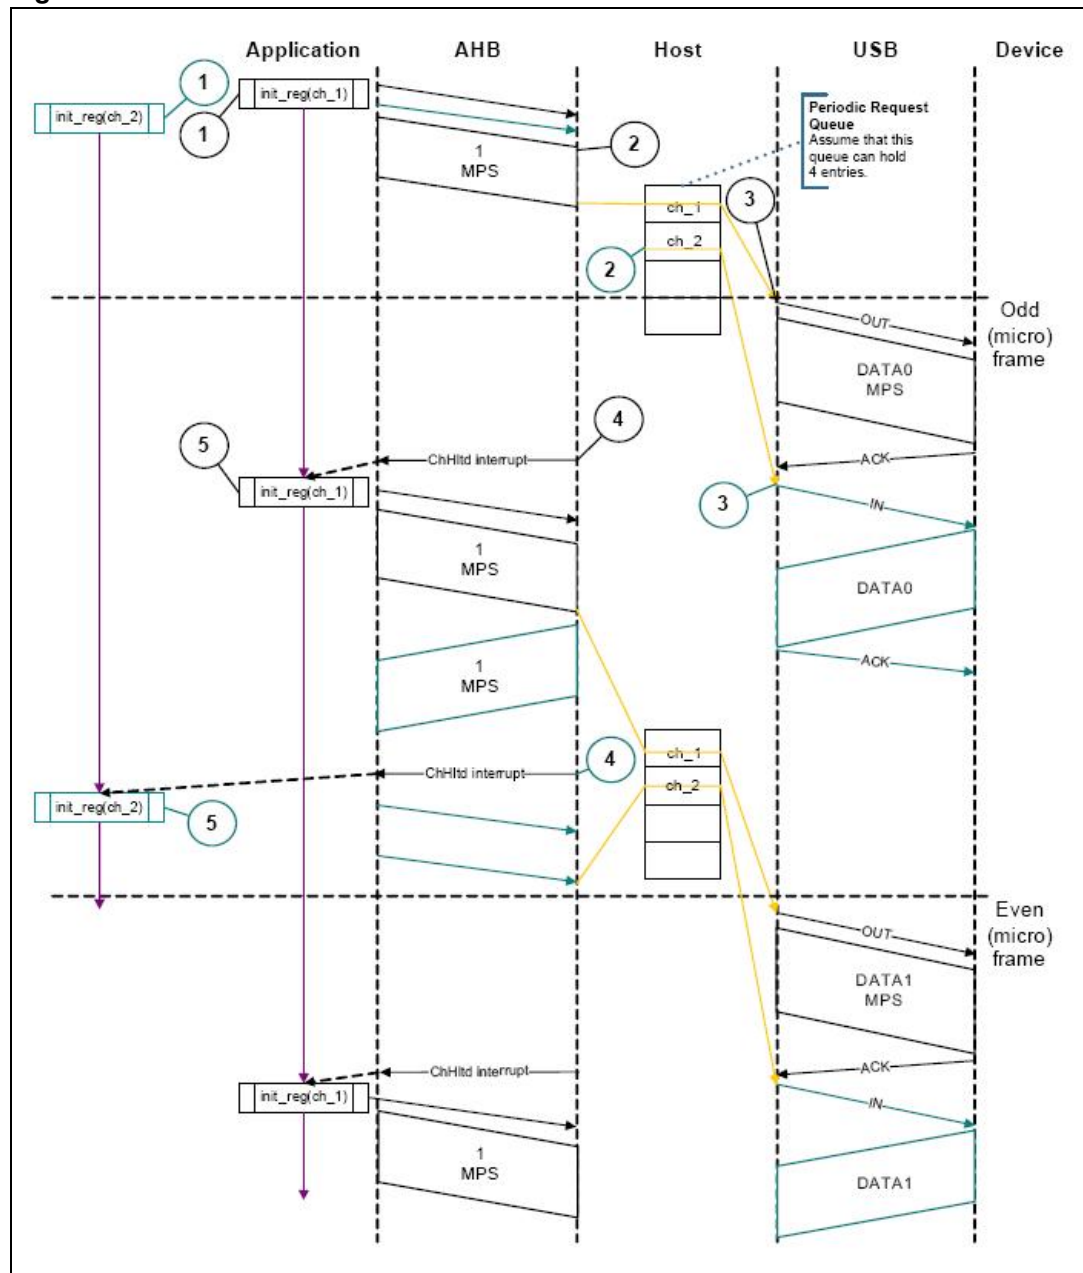 Application
AHB
Host
USB
Device
1
init_reg(ch_1)
init_reg(ch_2)
1
Periodic Request
Queue
Assume that this
queue can hold
4 entries.
2
1
MPS
3
ch_1
ch_2
2
Odd
(micro)
frame
OUT
DATA0
MPS
4
5
ChHltd interrupt
ACK
init_reg(ch_1)
3
IN
1
MPS
DATA0
ACK
1
MPS
4
ch_1
ChHltd interrupt
ch_2
init_reg(ch_2)
5
Even
(micro)
frame
OUT
DATA1
MPS
ChHltd interrupt
ACK
init_reg(ch_1)
IN
1
MPS
DATA1